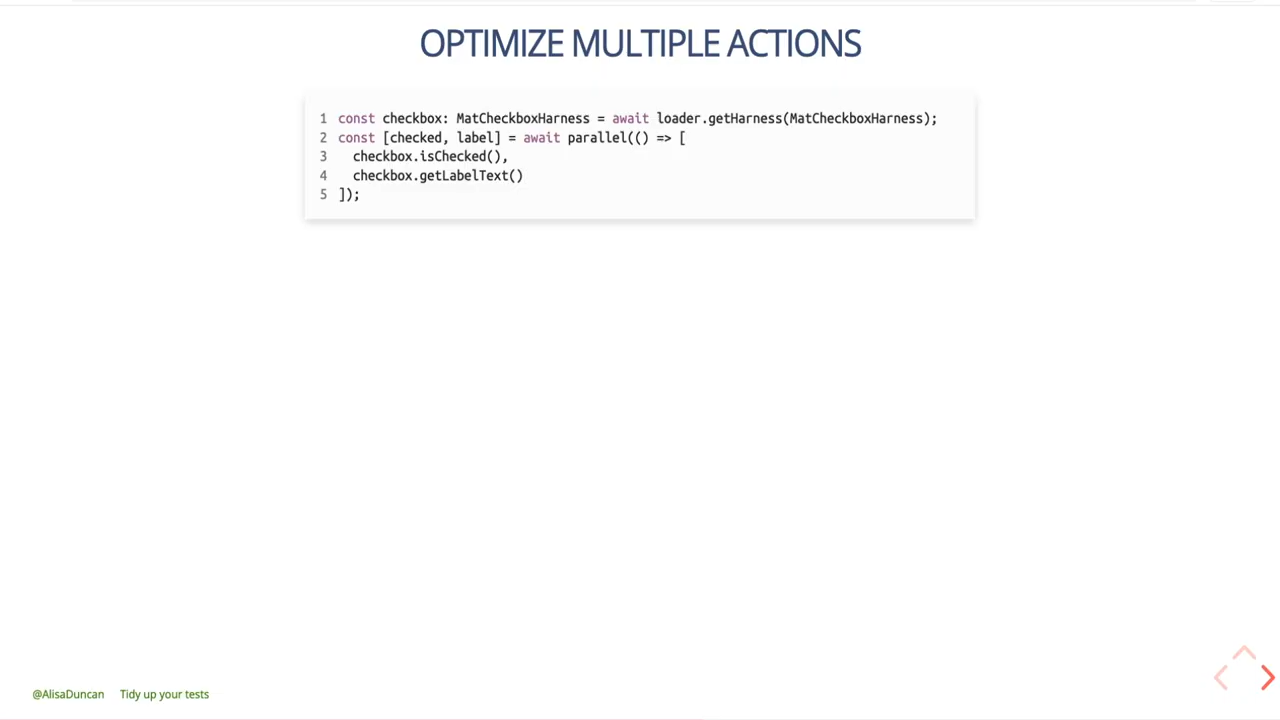 OPTIMIZE MULTIPLE ACTIONS
1 const checkbox: MatCheckboxHarness = await loader.getHarness(MatCheckboxHarness);
2 const [checked, label] = await parallel(() => [
3   checkbox.isChecked(),
4   checkbox.getLabelText()
5 ]);
@AlisaDuncan Tidy up your tests